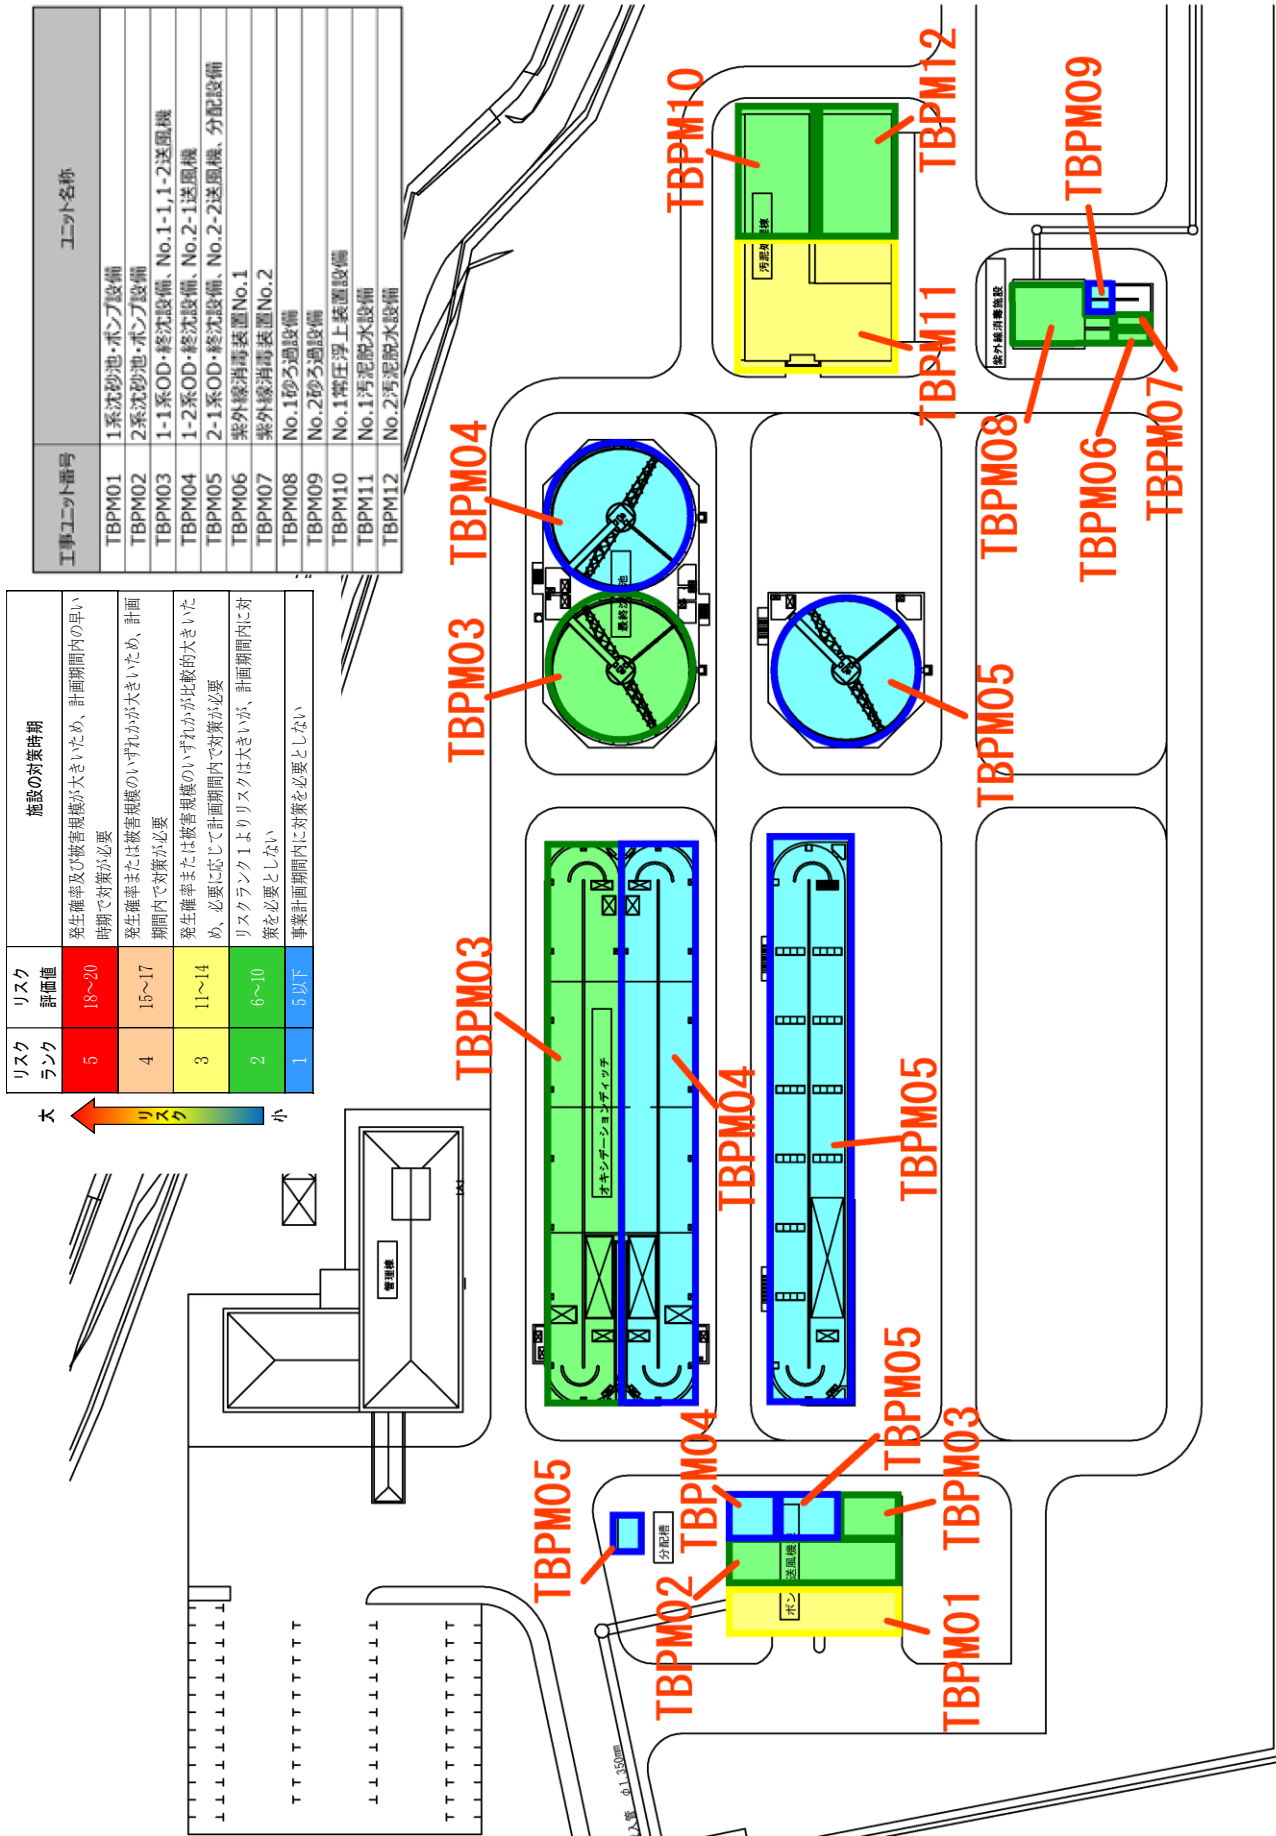 工事ユニット番号 ユニット名称
TBPM01 1系沈砂池・ポンプ設備
TBPM02 2系沈砂池・ポンプ設備
TBPM03 1-1系OD・終沈設備、No.1-1,1-2送風機
TBPM04 1-2系OD・終沈設備、No.2-1送風機
TBPM05 2-1系OD・終沈設備、No.2-2送風機、分配設備
TBPM06 紫外線消毒装置No.1
TBPM07 紫外線消毒装置No.2
TBPM08 No.1砂ろ過設備
TBPM09 No.2砂ろ過設備
TBPM10 No.1常圧浮上装置設備
TBPM11 No.1汚泥脱水設備
TBPM12 No.2汚泥脱水設備
リスクランク リスク評価値 施設の対策時期
5 18～20 発生確率及び被害規模が大きいため、計画期間内の早い
時期で対策が必要
4 15～17 発生確率または被害規模のいずれかが大きいため、計画
期間内で対策が必要
3 11～14 発生確率または被害規模のいずれかが比較的大きいた
め、必要に応じて計画期間内で対策が必要
2 6～10 リスクランク1よりリスクは大きいが、計画期間内に対
策を必要としない
1 5以下 事業計画期間内に対策を必要としない
大
リスク
小
管理棟
TBPM03
TBPM04
TBPM10
TBPM12
汚泥処
理棟
TBPM11
最終沈
池
TBPM03
オキシデーションディッチ
TBPM04
TBPM05
TBPM05
TBPM09
紫外線消毒施設
TBPM08
TBPM06
TBPM07
TBPM05
分配槽
TBPM04
TBPM05
TBPM03
TBPM02
ポン
送風機
TBPM01
入管 φ1,350mm